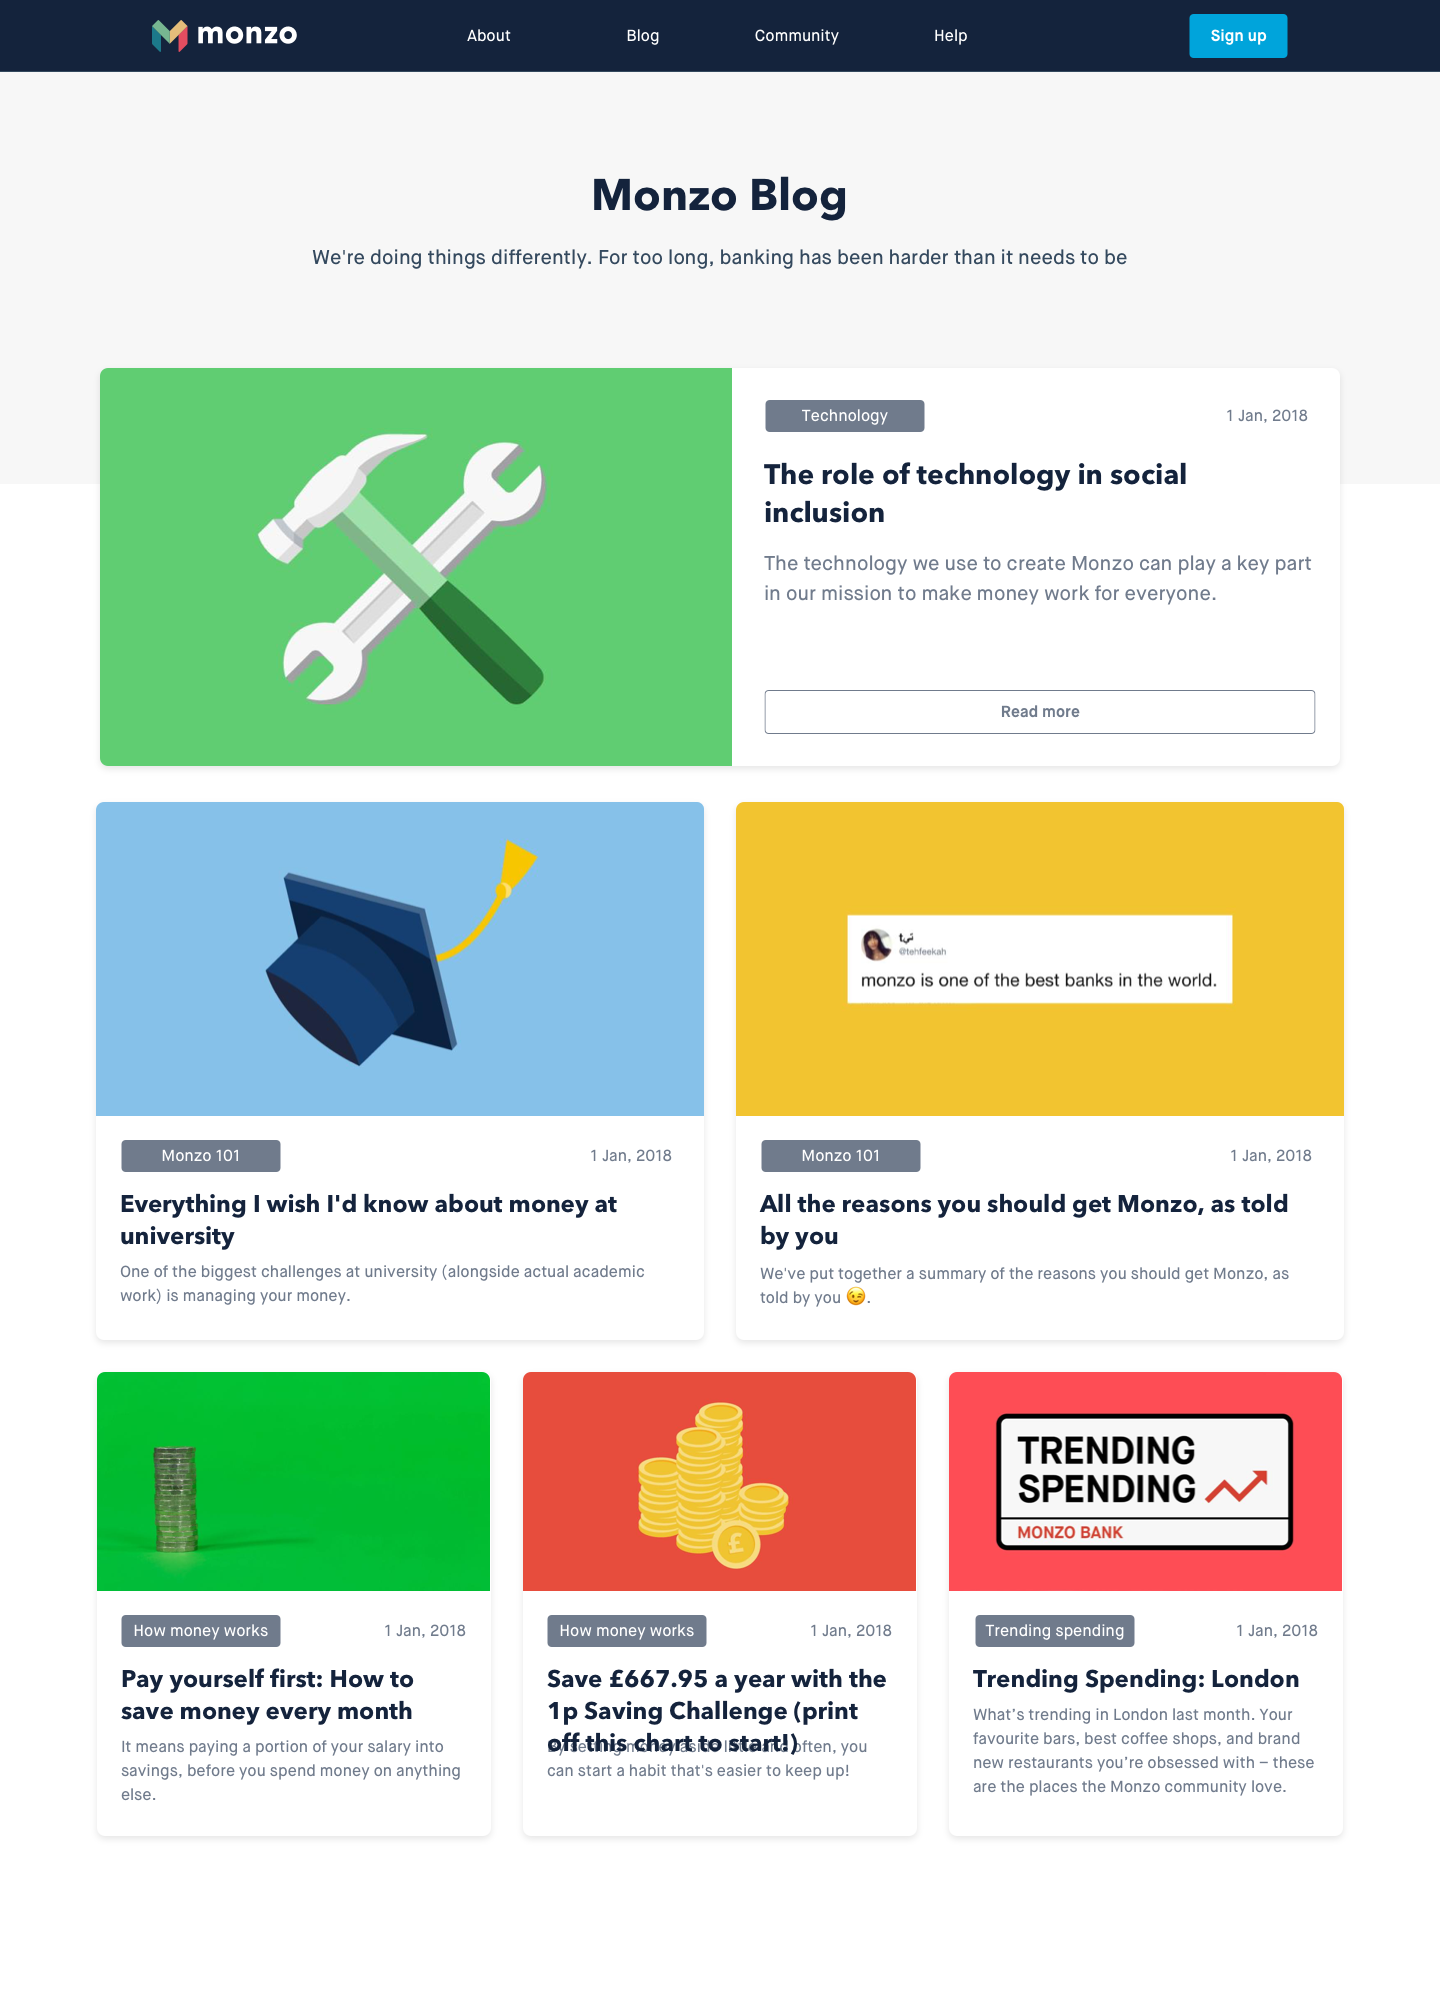 monzo
About
Blog
Community
Help
Sign up
Monzo Blog
We're doing things differently. For too long, banking has been harder than it needs to be
Technology
1 Jan, 2018
The role of technology in social
inclusion
The technology we use to create Monzo can play a key part
in our mission to make money work for everyone.
Read more
@tehfeekah
monzo is one of the best banks in the world.
Monzo 101
1 Jan, 2018
Everything I wish I'd know about money at
university
One of the biggest challenges at university (alongside actual academic
work) is managing your money.
Monzo 101
1 Jan, 2018
All the reasons you should get Monzo, as told
by you
We've put together a summary of the reasons you should get Monzo, as
told by you 😉.
£
TRENDING
SPENDING
MONZO BANK
How money works
1 Jan, 2018
Pay yourself first: How to
save money every month
It means paying a portion of your salary into
savings, before you spend money on anything
else.
How money works
1 Jan, 2018
Save £667.95 a year with the
1p Saving Challenge (print
off this chart to start!)
By setting money aside little and often, you
can start a habit that's easier to keep up!
Trending spending
1 Jan, 2018
Trending Spending: London
What's trending in London last month. Your
favourite bars, best coffee shops, and brand
new restaurants you're obsessed with – these
are the places the Monzo community love.